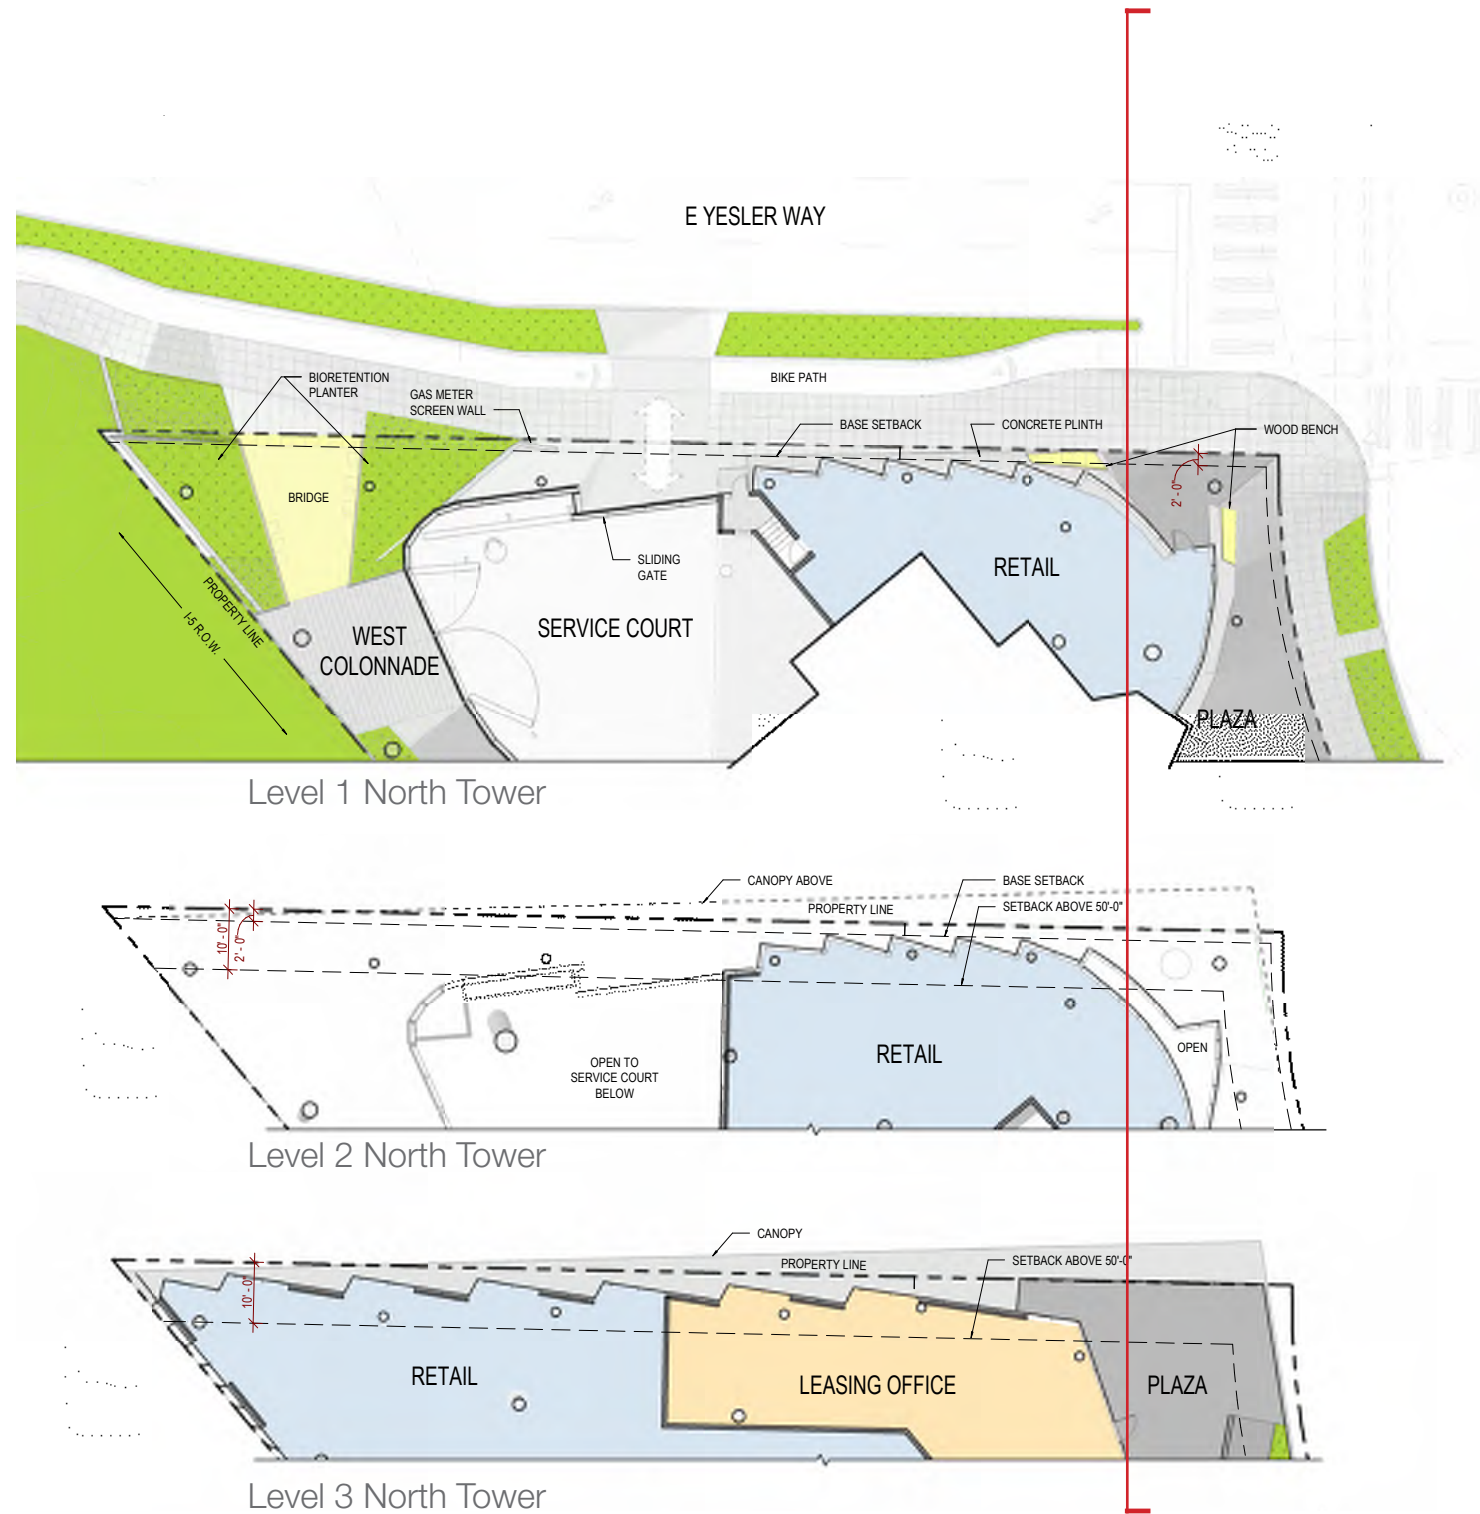 E YESLER WAY
BIORETENTION
PLANTER
GAS METER
SCREEN WALL
BIKE PATH
BASE SETBACK
CONCRETE PLINTH
WOOD BENCH
BRIDGE
2' - 0"
SLIDING
GATE
RETAIL
PROPERTY LINE
I-5 R.O.W.
WEST
COLONNADE
SERVICE COURT
PLAZA
Level 1 North Tower
CANOPY ABOVE
BASE SETBACK
PROPERTY LINE
SETBACK ABOVE 50'-0"
10' - 0"
2' - 0"
OPEN TO
SERVICE COURT
BELOW
RETAIL
OPEN
Level 2 North Tower
CANOPY
PROPERTY LINE
SETBACK ABOVE 50'-0"
10' - 0"
RETAIL
LEASING OFFICE
PLAZA
Level 3 North Tower